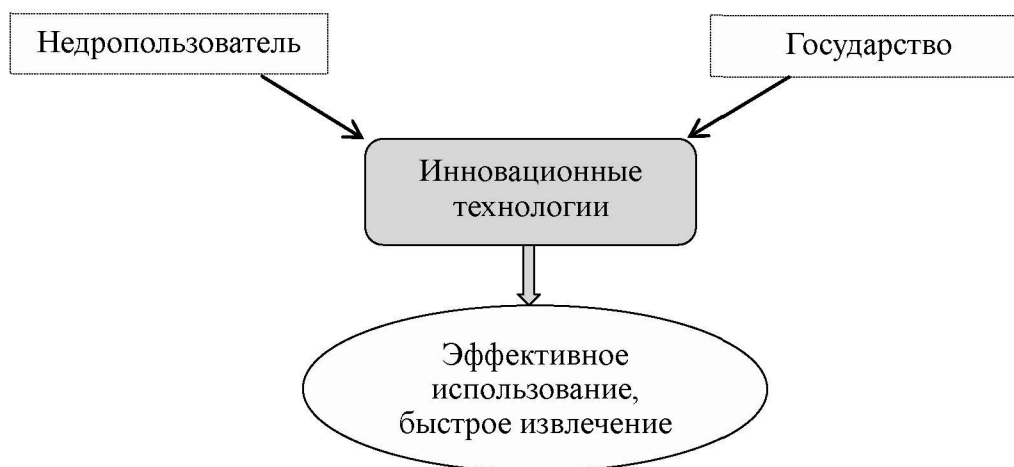 Недропользователь
Государство
Инновационные
технологии
Эффективное
использование,
быстрое извлечение